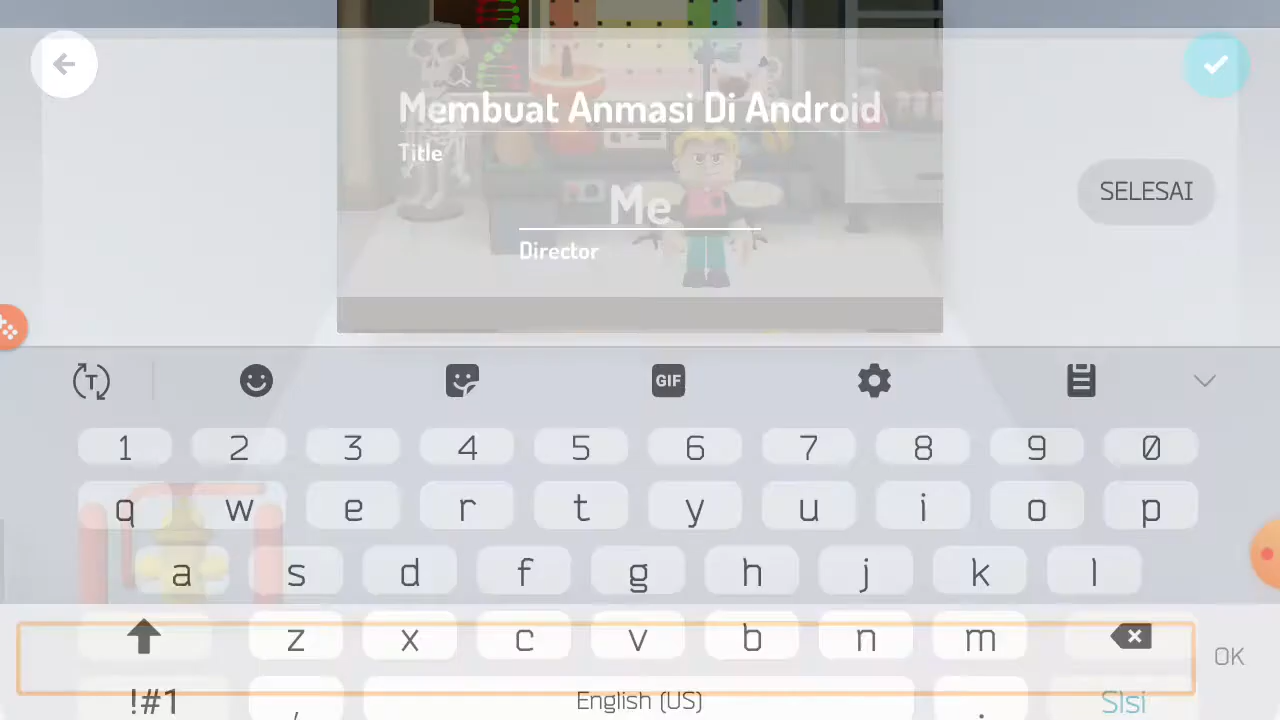 Membuat Anmasi Di Android
Title
Me
Director
SELESAI
GIF
1 2 3 4 5 6 7 8 9 0
q w e r t y u i o p
a s d f g h j k l
z x c v b n m
OK
!#1 , English (US) . SIsi